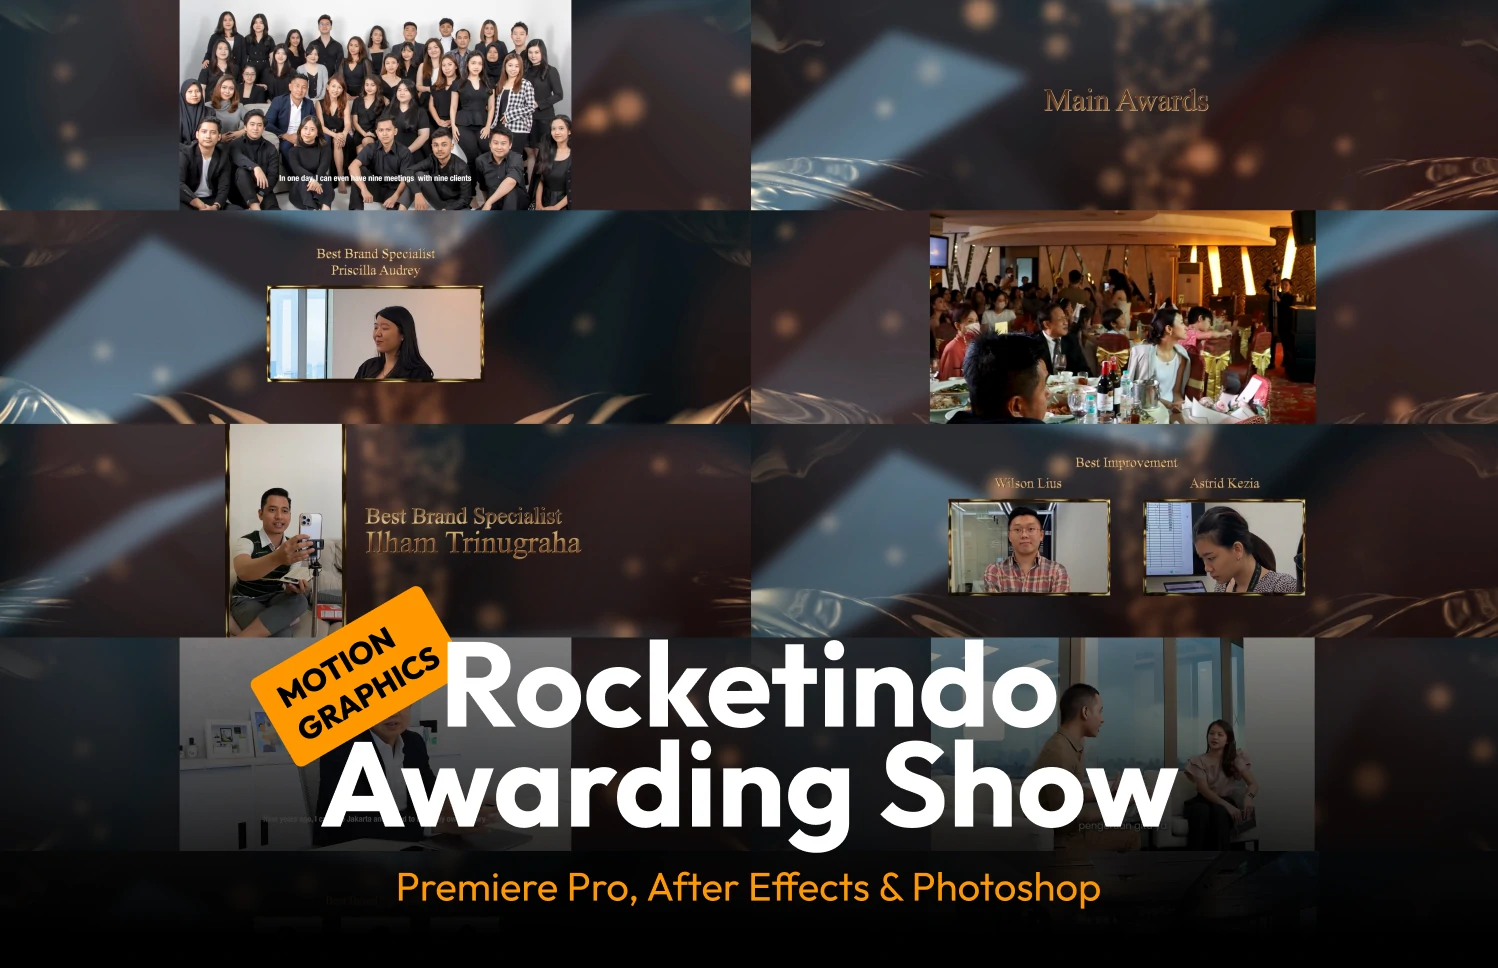 In one day, I can even have nine meetings with nine clients
Main Awards
Best Brand Specialist
Priscilla Audrey
Best Brand Specialist
Ilham Trinugraha
Best Improvement
Wilson Lius
Astrid Kezia
MOTION
GRAPHICS
Rocketindo
Awarding Show
Premiere Pro, After Effects & Photoshop